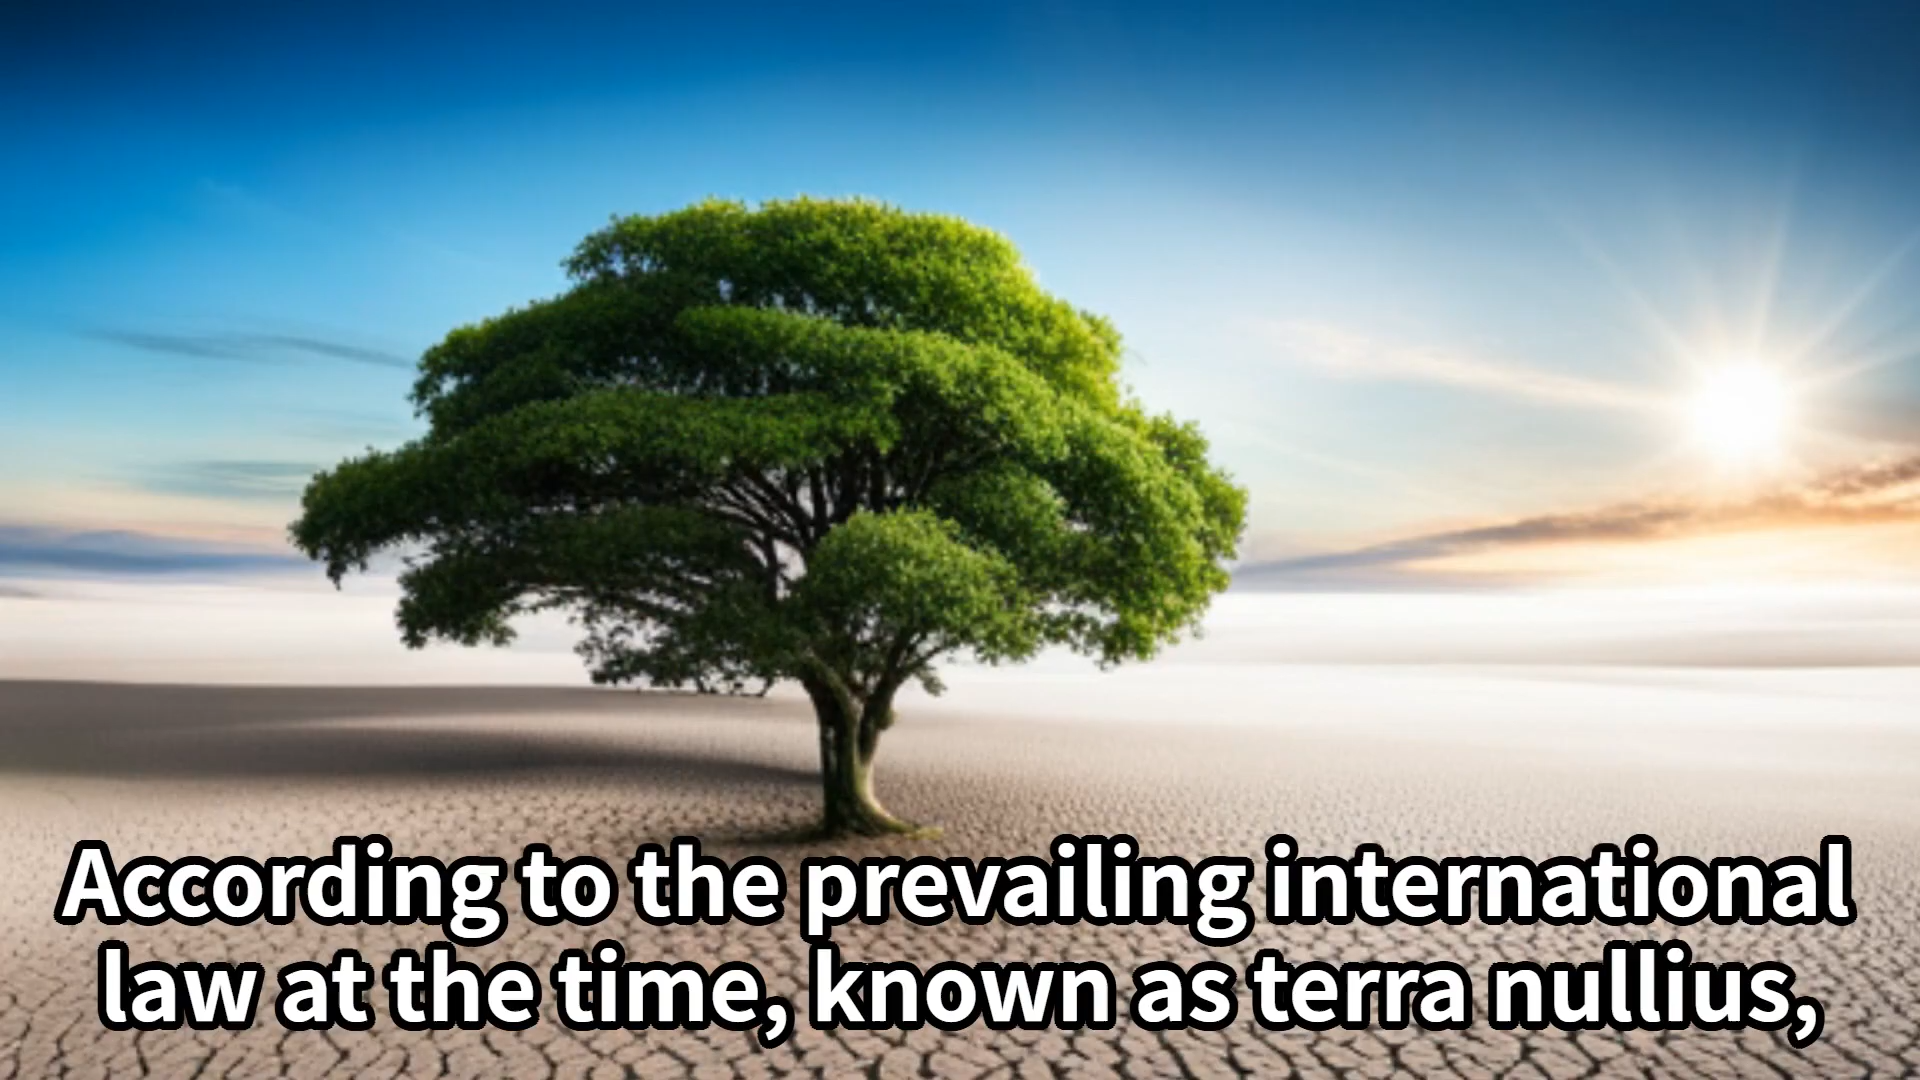 According to the prevailing international
law at the time, known as terra nullius,